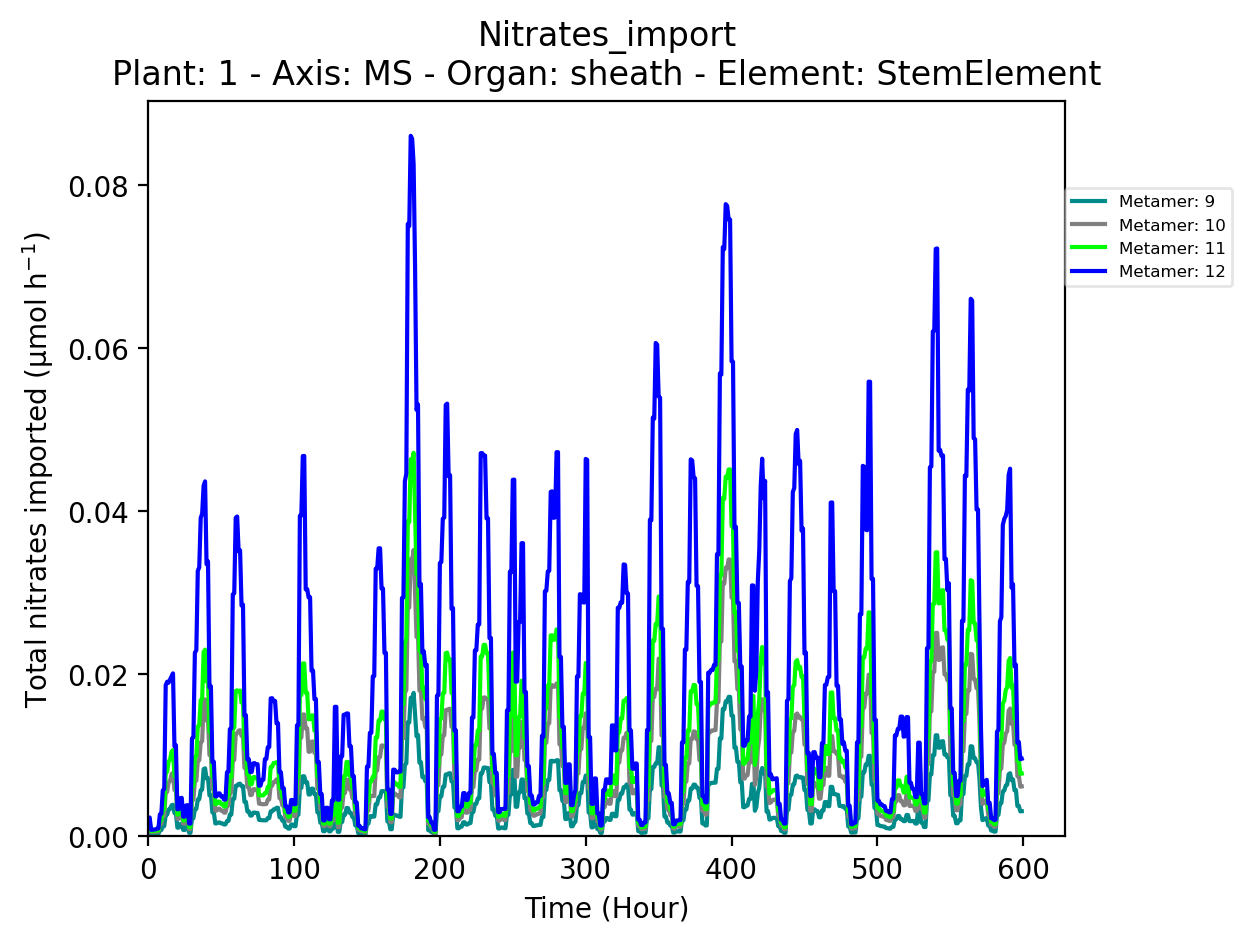 Nitrates_import
Plant: 1 - Axis: MS - Organ: sheath - Element: StemElement
Total nitrates imported (µmol h⁻¹)
0.08
0.06
0.04
0.02
0.00
0
100
200
300
400
500
600
Time (Hour)
Metamer: 9
Metamer: 10
Metamer: 11
Metamer: 12